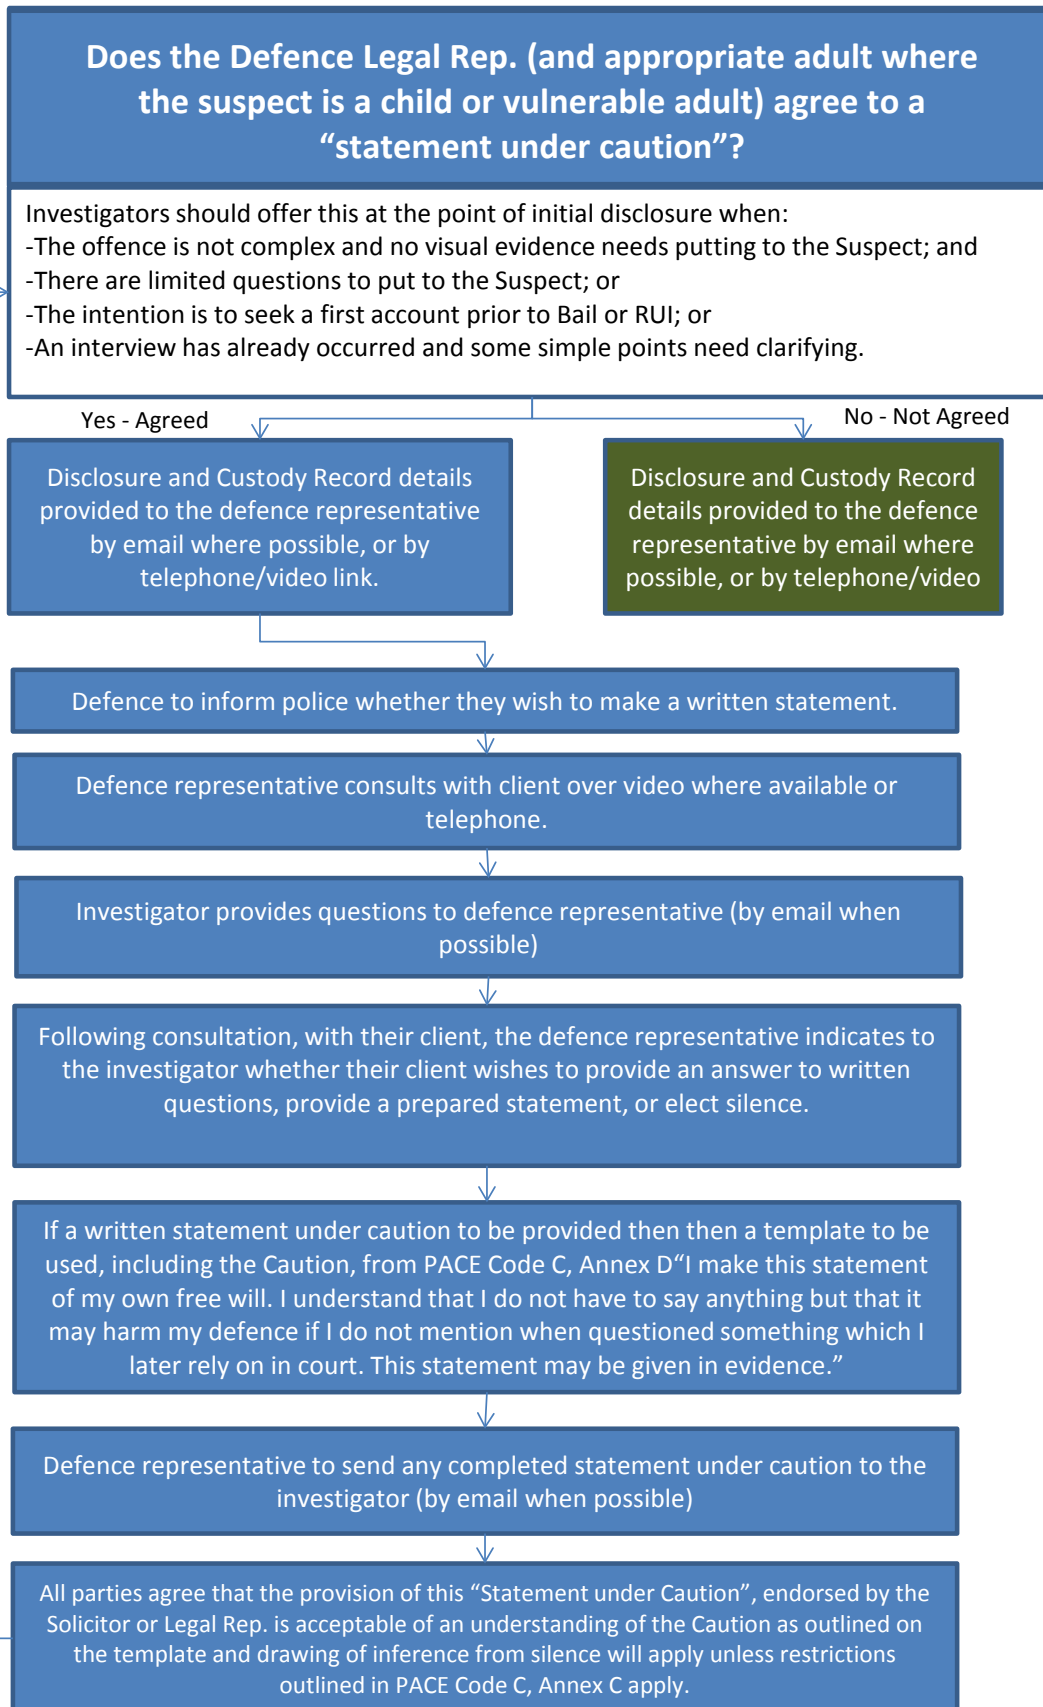 Does the Defence Legal Rep. (and appropriate adult where
the suspect is a child or vulnerable adult) agree to a
“statement under caution”?
Investigators should offer this at the point of initial disclosure when:
-The offence is not complex and no visual evidence needs putting to the Suspect; and
-There are limited questions to put to the Suspect; or
-The intention is to seek a first account prior to Bail or RUI; or
-An interview has already occurred and some simple points need clarifying.
Yes - Agreed
No - Not Agreed
Disclosure and Custody Record details
provided to the defence representative
by email where possible, or by
telephone/video link.
Disclosure and Custody Record
details provided to the defence
representative by email where
possible, or by telephone/video
Defence to inform police whether they wish to make a written statement.
Defence representative consults with client over video where available or
telephone.
Investigator provides questions to defence representative (by email when
possible)
Following consultation, with their client, the defence representative indicates to
the investigator whether their client wishes to provide an answer to written
questions, provide a prepared statement, or elect silence.
If a written statement under caution to be provided then then a template to be
used, including the Caution, from PACE Code C, Annex D“I make this statement
of my own free will. I understand that I do not have to say anything but that it
may harm my defence if I do not mention when questioned something which I
later rely on in court. This statement may be given in evidence.”
Defence representative to send any completed statement under caution to the
investigator (by email when possible)
All parties agree that the provision of this “Statement under Caution”, endorsed by the
Solicitor or Legal Rep. is acceptable of an understanding of the Caution as outlined on
the template and drawing of inference from silence will apply unless restrictions
outlined in PACE Code C, Annex C apply.